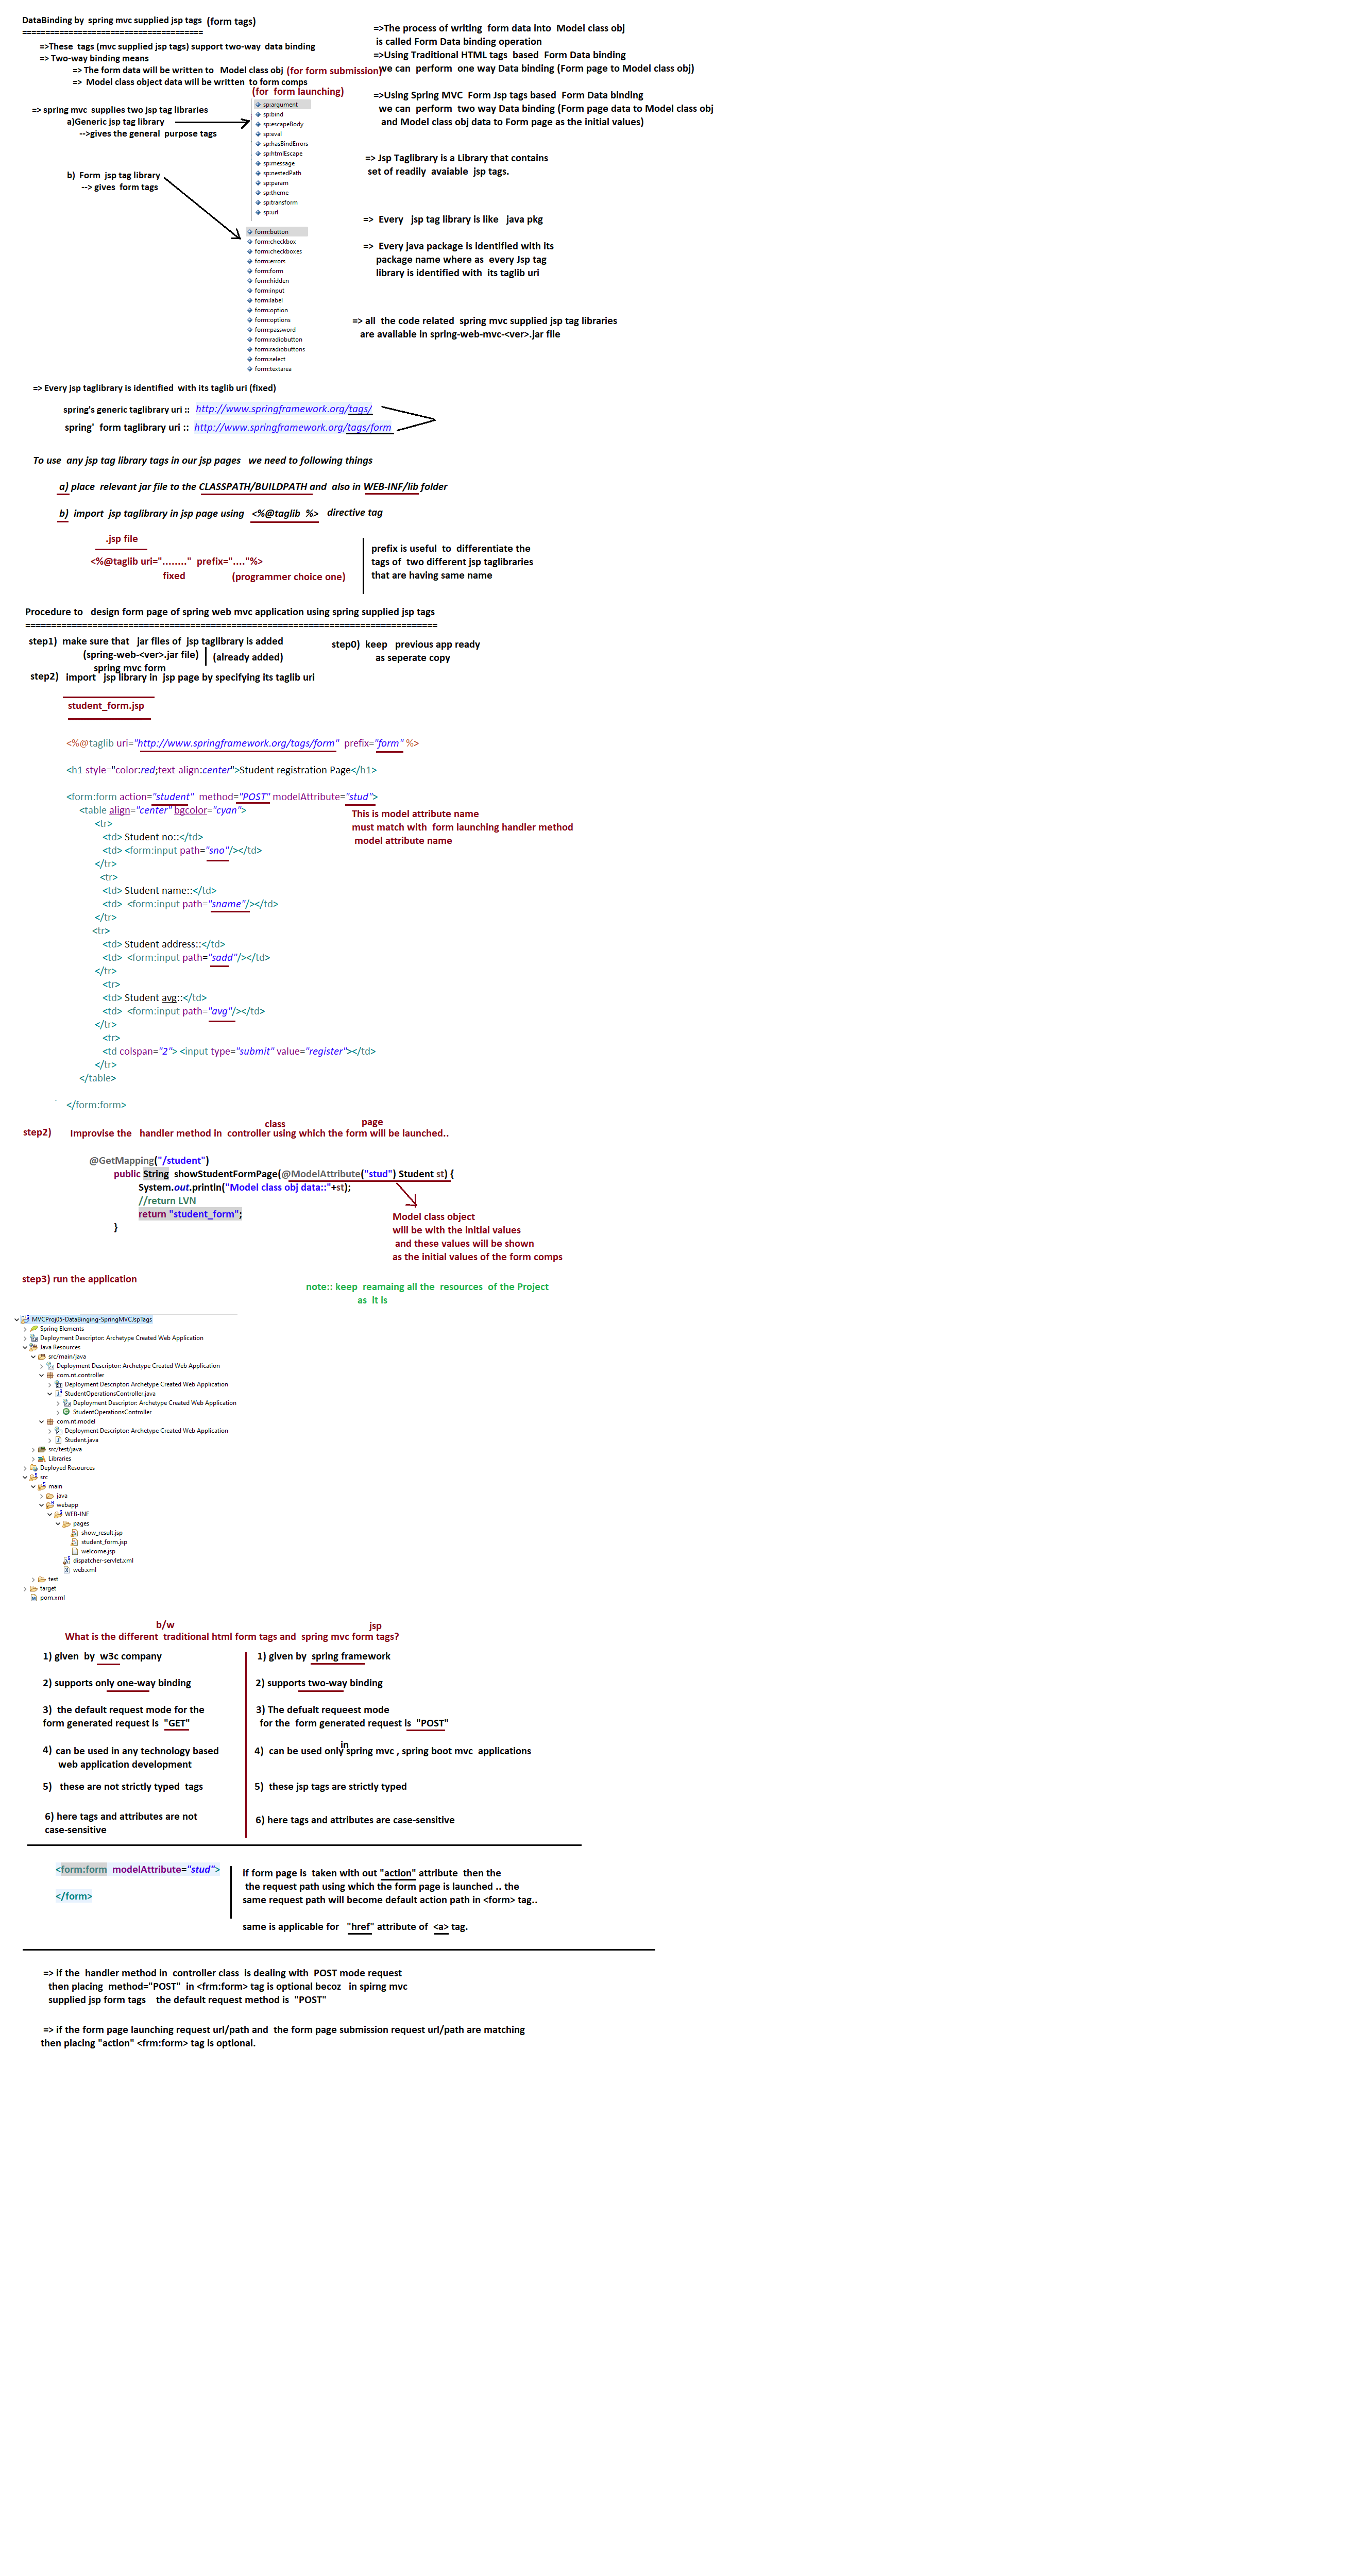 DataBinding by spring mvc supplied jsp tags (form tags)
=======================================
=>These tags (mvc supplied jsp tags) support two-way data binding
=> Two-way binding means
=> The form data will be written to Model class obj (for form submission)
=> Model class object data will be written to form comps
(for form launching)
=>The process of writing form data into Model class obj
is called Form Data binding operation
=>Using Traditional HTML tags based Form Data binding
we can perform one way Data binding (Form page to Model class obj)
=>Using Spring MVC Form Jsp tags based Form Data binding
we can perform two way Data binding (Form page data to Model class obj
and Model class obj data to Form page as the initial values)
=> spring mvc supplies two jsp tag libraries
a)Generic jsp tag library
-->gives the general purpose tags
b) Form jsp tag library
--> gives form tags
sp:argument
sp:bind
sp:escapeBody
sp:eval
sp:hasBindErrors
sp:htmlEscape
sp:message
sp:nestedPath
sp:param
sp:theme
sp:transform
sp:url
form:button
form:checkbox
form:checkboxes
form:errors
form:form
form:hidden
form:input
form:label
form:option
form:options
form:password
form:radiobutton
form:radiobuttons
form:select
form:textarea
=> Jsp Taglibrary is a Library that contains
set of readily avaiable jsp tags.
=> Every jsp tag library is like java pkg
=> Every java package is identified with its
package name where as every Jsp tag
library is identified with its taglib uri
=> all the code related spring mvc supplied jsp tag libraries
are available in spring-web-mvc-<ver>.jar file
=> Every jsp taglibrary is identified with its taglib uri (fixed)
spring's generic taglibrary uri :: http://www.springframework.org/tags/
spring' form taglibrary uri :: http://www.springframework.org/tags/form
To use any jsp tag library tags in our jsp pages we need to following things
a) place relevant jar file to the CLASSPATH/BUILDPATH and also in WEB-INF/lib folder
b) import jsp taglibrary in jsp page using <%@taglib %> directive tag
.jsp file
<%@taglib uri="........" prefix="...."%>
fixed (programmer choice one)
prefix is useful to differentiate the
tags of two different jsp taglibraries
that are having same name
Procedure to design form page of spring web mvc application using spring supplied jsp tags
=========================================================================================
step1) make sure that jar files of jsp taglibrary is added
(spring-web-<ver>.jar file) (already added)
step0) keep previous app ready
as seperate copy
spring mvc form
step2) import jsp library in jsp page by specifying its taglib uri
student_form.jsp
<%@taglib uri="http://www.springframework.org/tags/form" prefix="form" %>
<h1 style="color:red;text-align:center">Student registration Page</h1>
<form:form action="student" method="POST" modelAttribute="stud">
<table align="center" bgcolor="cyan">
<tr>
<td> Student no::</td>
<td> <form:input path="sno"/></td>
</tr>
<tr>
<td> Student name::</td>
<td> <form:input path="sname"/></td>
</tr>
<tr>
<td> Student address::</td>
<td> <form:input path="sadd"/></td>
</tr>
<tr>
<td> Student avg::</td>
<td> <form:input path="avg"/></td>
</tr>
<tr>
<td colspan="2"> <input type="submit" value="register"></td>
</tr>
</table>
</form:form>
This is model attribute name
must match with form launching handler method
model attribute name
class page
step2) Improvise the handler method in controller using which the form will be launched..
@GetMapping("/student")
public String showStudentFormPage(@ModelAttribute("stud") Student st) {
System.out.println("Model class obj data::"+st);
//return LVN
return "student_form";
}
Model class object
will be with the initial values
and these values will be shown
as the initial values of the form comps
step3) run the application
note:: keep reamaing all the resources of the Project
as it is
MVCProj05-DataBinging-SpringMVCJspTags
Spring Elements
Deployment Descriptor: Archetype Created Web Application
Java Resources
src/main/java
Deployment Descriptor: Archetype Created Web Application
com.nt.controller
Deployment Descriptor: Archetype Created Web Application
StudentOperationsController.java
Deployment Descriptor: Archetype Created Web Application
StudentOperationsController
com.nt.model
Deployment Descriptor: Archetype Created Web Application
Student.java
src/test/java
Libraries
Deployed Resources
src
main
java
webapp
WEB-INF
pages
show_result.jsp
student_form.jsp
welcome.jsp
dispatcher-servlet.xml
web.xml
test
target
pom.xml
b/w jsp
What is the different traditional html form tags and spring mvc form tags?
1) given by w3c company
2) supports only one-way binding
3) the default request mode for the
form generated request is "GET"
4) can be used in any technology based
web application development
5) these are not strictly typed tags
6) here tags and attributes are not
case-sensitive
1) given by spring framework
2) supports two-way binding
3) The defualt requeest mode
for the form generated request is "POST"
in
4) can be used only spring mvc , spring boot mvc applications
5) these jsp tags are strictly typed
6) here tags and attributes are case-sensitive
<form:form modelAttribute="stud">
</form>
if form page is taken with out "action" attribute then the
the request path using which the form page is launched .. the
same request path will become default action path in <form> tag..
same is applicable for "href" attribute of <a> tag.
=> if the handler method in controller class is dealing with POST mode request
then placing method="POST" in <frm:form> tag is optional becoz in spirng mvc
supplied jsp form tags the default request method is "POST"
=> if the form page launching request url/path and the form page submission request url/path are matching
then placing "action" <frm:form> tag is optional.